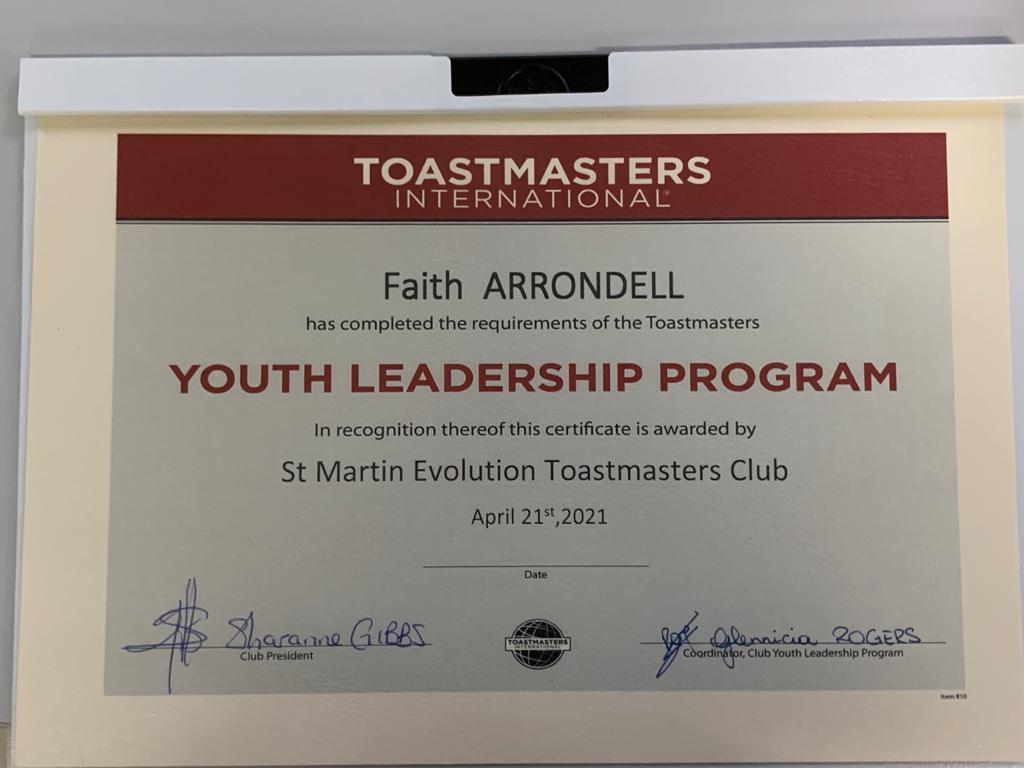 TOASTMASTERS
INTERNATIONAL®
Faith ARRONDELL
has completed the requirements of the Toastmasters
YOUTH LEADERSHIP PROGRAM
In recognition thereof this certificate is awarded by
St Martin Evolution Toastmasters Club
April 21st,2021
Date
Sharanne GIBBS
Club President
TOASTMASTERS
INTERNATIONAL
Glennicia ROGERS
Coordinator, Club Youth Leadership Program
Item 810